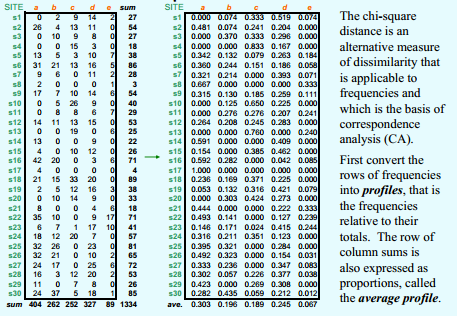 SITE a b c d e sum SITE a b c d e
s1 0 2 9 14 2 27 s1 0.000 0.074 0.333 0.519 0.074
s2 26 4 13 11 0 54 s2 0.481 0.074 0.241 0.204 0.000
s3 0 10 9 8 0 27 s3 0.000 0.370 0.333 0.296 0.000
s4 0 0 15 3 0 18 s4 0.000 0.000 0.833 0.167 0.000
s5 13 5 3 10 7 38 s5 0.342 0.132 0.079 0.263 0.184
s6 31 21 13 16 5 86 s6 0.360 0.244 0.151 0.186 0.058
s7 9 6 0 11 2 28 s7 0.321 0.214 0.000 0.393 0.071
s8 2 0 0 0 1 3 s8 0.667 0.000 0.000 0.000 0.333
s9 17 7 10 14 6 54 s9 0.315 0.130 0.185 0.259 0.111
s10 0 5 26 9 0 40 s10 0.000 0.125 0.650 0.225 0.000
s11 0 8 8 6 7 29 s11 0.000 0.276 0.276 0.207 0.241
s12 14 11 13 15 0 53 s12 0.264 0.208 0.245 0.283 0.000
s13 0 0 19 0 6 25 s13 0.000 0.000 0.760 0.000 0.240
s14 13 0 0 9 0 22 s14 0.591 0.000 0.000 0.409 0.000
s15 4 0 10 12 0 26 s15 0.154 0.000 0.385 0.462 0.000
s16 42 20 0 3 6 71 → s16 0.592 0.282 0.000 0.042 0.085
s17 4 0 0 0 0 4 s17 1.000 0.000 0.000 0.000 0.000
s18 21 15 33 20 0 89 s18 0.236 0.169 0.371 0.225 0.000
s19 2 5 12 16 3 38 s19 0.053 0.132 0.316 0.421 0.079
s20 0 10 14 9 0 33 s20 0.000 0.303 0.424 0.273 0.000
s21 8 0 0 4 6 18 s21 0.444 0.000 0.000 0.222 0.333
s22 35 10 0 9 17 71 s22 0.493 0.141 0.000 0.127 0.239
s23 6 7 1 17 10 41 s23 0.146 0.171 0.024 0.415 0.244
s24 18 12 20 7 0 57 s24 0.316 0.211 0.351 0.123 0.000
s25 32 26 0 23 0 81 s25 0.395 0.321 0.000 0.284 0.000
s26 32 21 0 10 2 65 s26 0.492 0.323 0.000 0.154 0.031
s27 24 17 0 25 6 72 s27 0.333 0.236 0.000 0.347 0.083
s28 16 3 12 20 2 53 s28 0.302 0.057 0.226 0.377 0.038
s29 11 0 7 8 0 26 s29 0.423 0.000 0.269 0.308 0.000
s30 24 37 5 18 1 85 s30 0.282 0.435 0.059 0.212 0.012
sum 404 262 252 327 89 1334 ave. 0.303 0.196 0.189 0.245 0.067
The chi-square
distance is an
alternative measure
of dissimilarity that
is applicable to
frequencies and
which is the basis of
correspondence
analysis (CA).
First convert the
rows of frequencies
into profiles, that is
the frequencies
relative to their
totals. The row of
column sums is
also expressed as
proportions, called
the average profile.